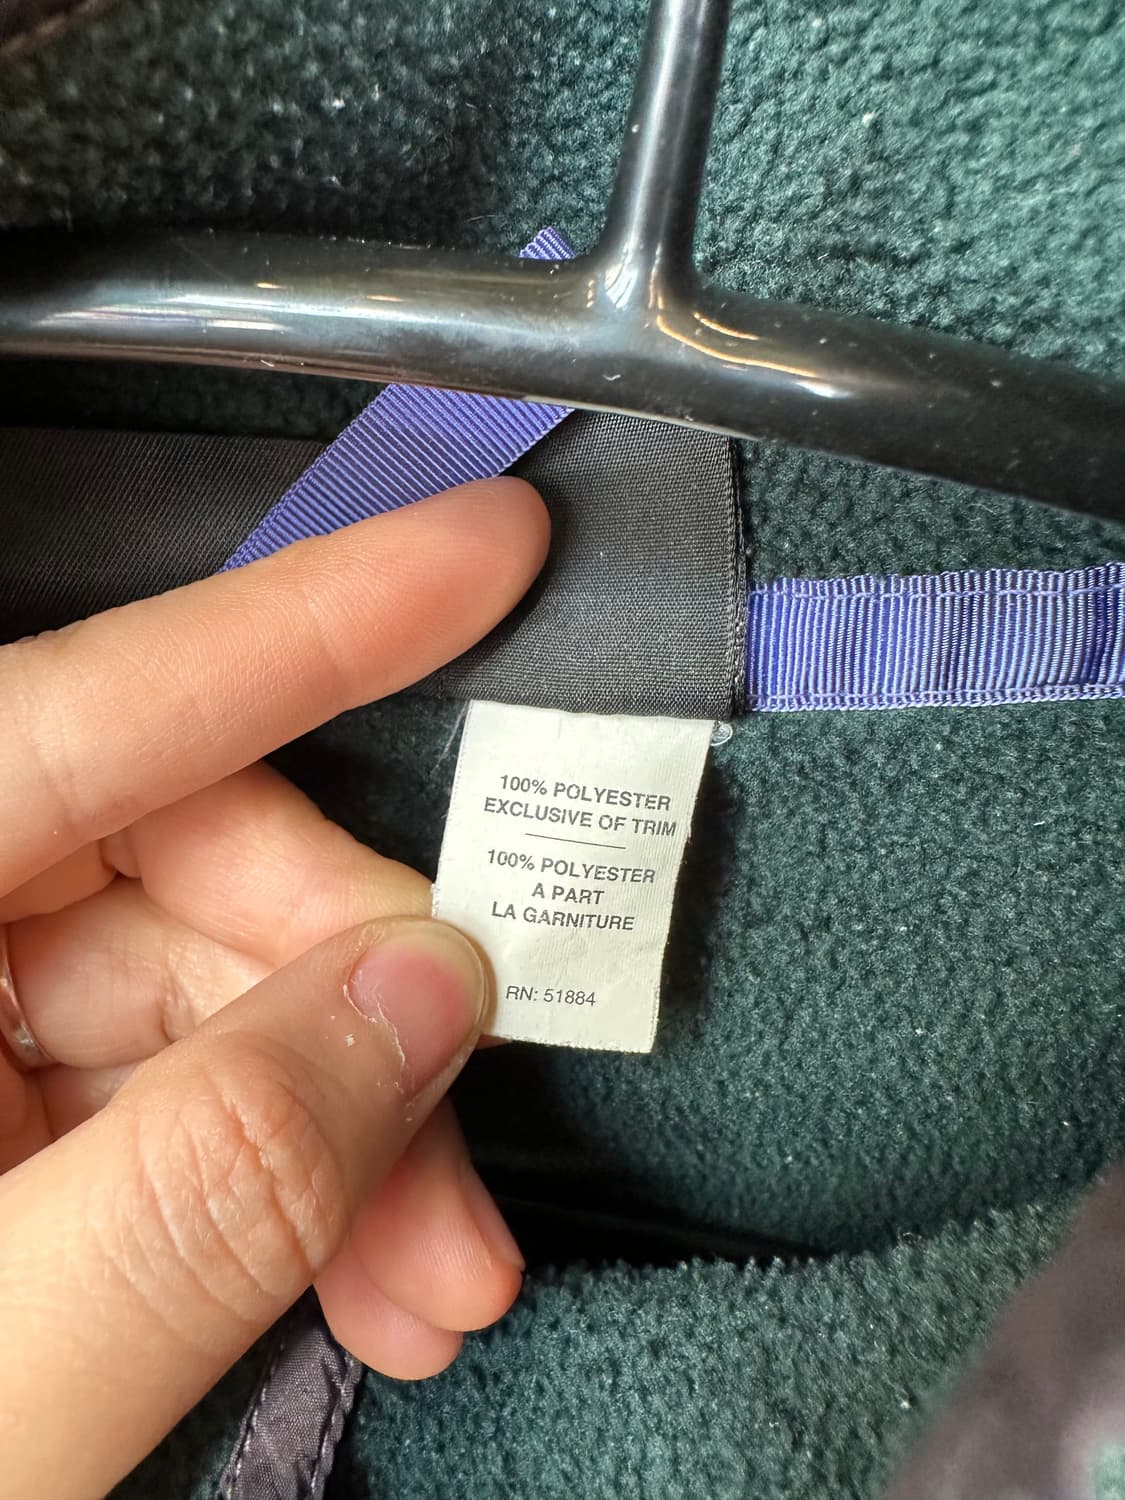 100% POLYESTER
EXCLUSIVE OF TRIM
100% POLYESTER
A PART
LA GARNITURE
RN: 51884